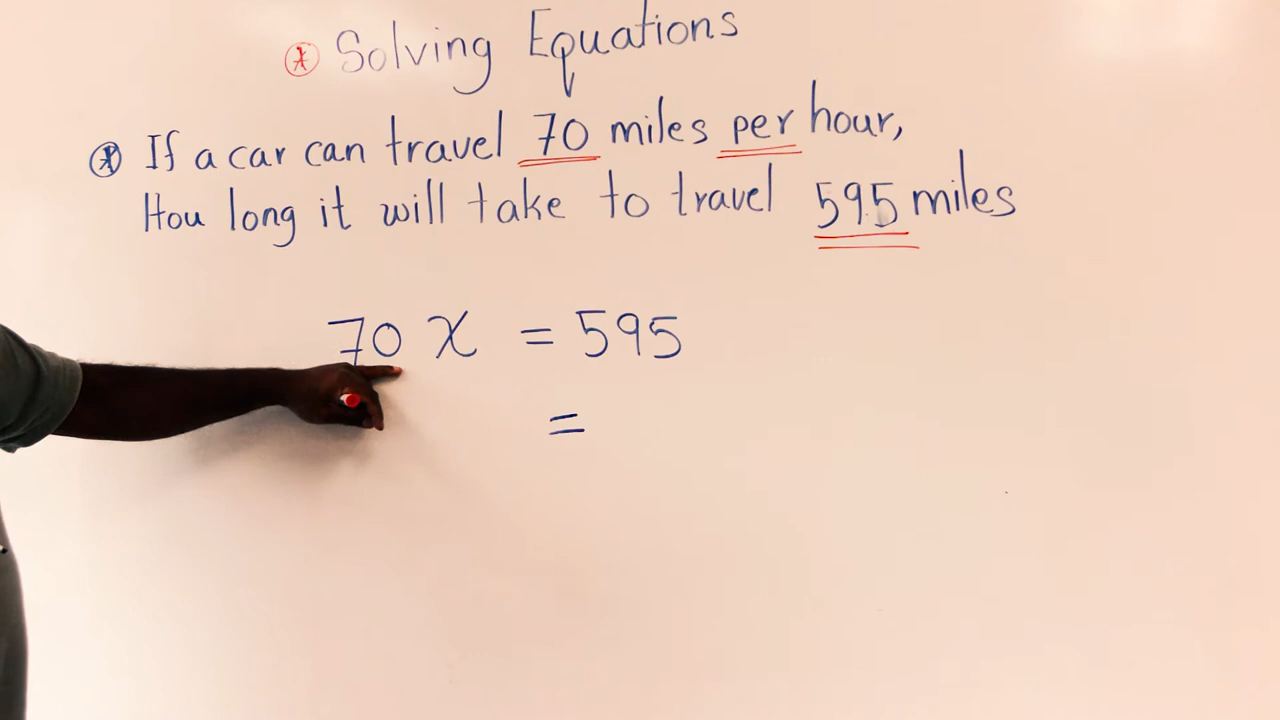 Solving Equations
If a car can travel 70 miles per hour,
Hou long it will take to travel 595 miles
70 x = 595
=